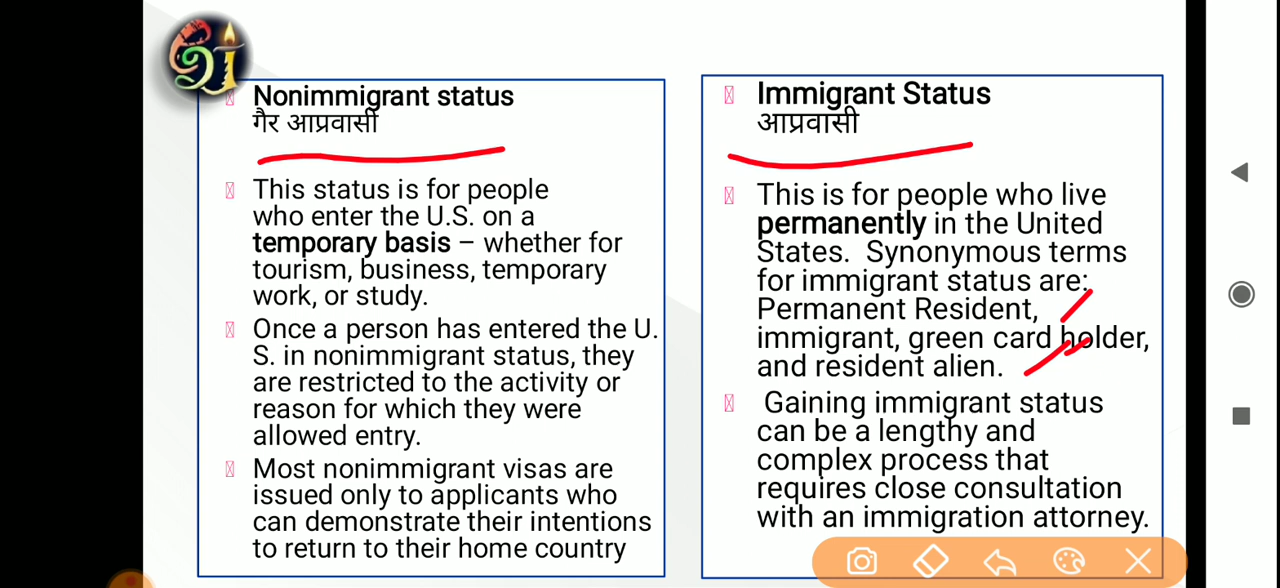 Nonimmigrant status
गैर आप्रवासी
This status is for people
who enter the U.S. on a
temporary basis – whether for
tourism, business, temporary
work, or study.
Once a person has entered the U.
S. in nonimmigrant status, they
are restricted to the activity or
reason for which they were
allowed entry.
Most nonimmigrant visas are
issued only to applicants who
can demonstrate their intentions
to return to their home country
Immigrant Status
आप्रवासी
This is for people who live
permanently in the United
States. Synonymous terms
for immigrant status are:
Permanent Resident,
immigrant, green card holder,
and resident alien.
Gaining immigrant status
can be a lengthy and
complex process that
requires close consultation
with an immigration attorney.